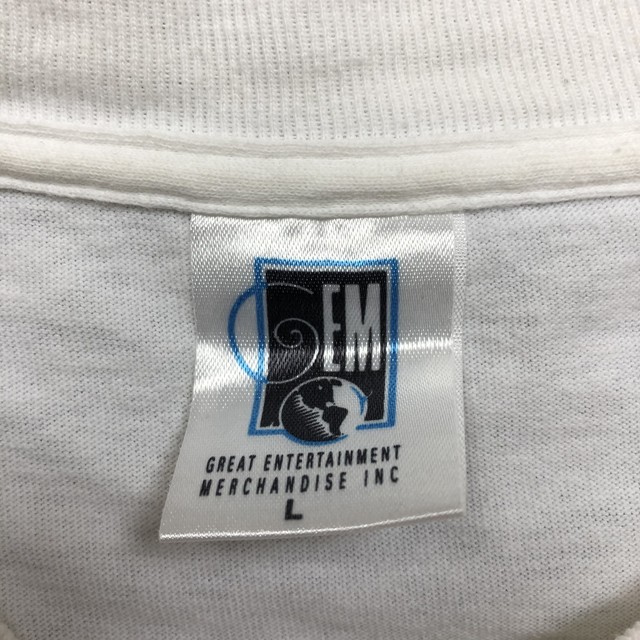 GEM
GREAT ENTERTAINMENT
MERCHANDISE INC
L